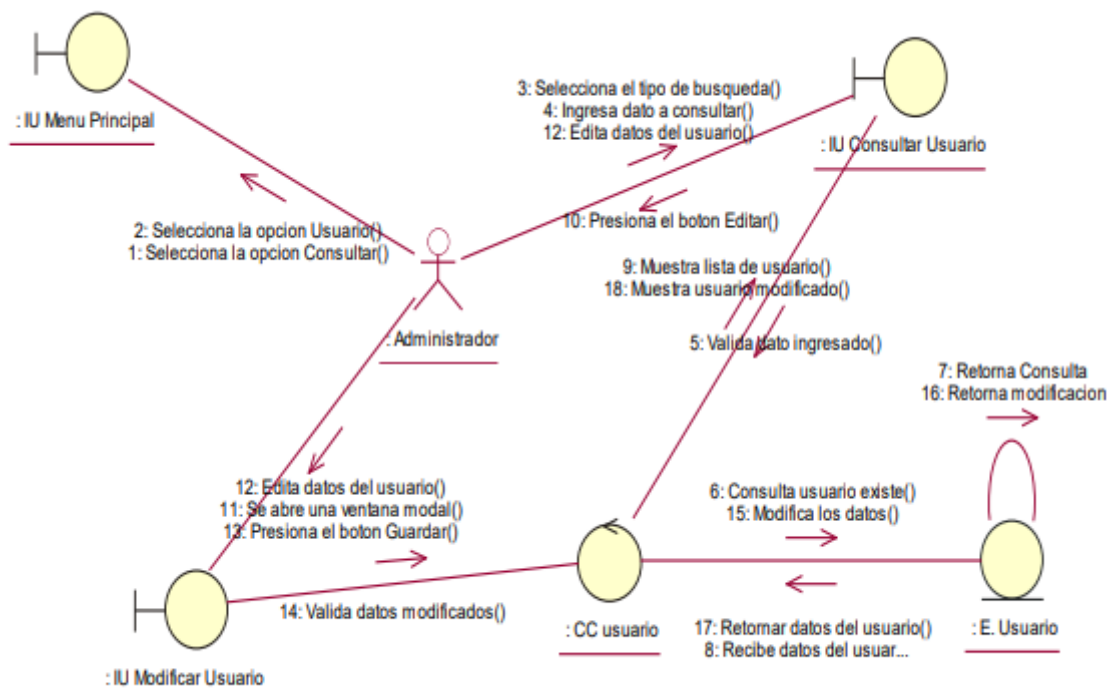 : IU Menu Principal
3: Selecciona el tipo de busqueda()
4: Ingresa dato a consultar()
12: Edita datos del usuario()
: IU Consultar Usuario
2: Selecciona la opcion Usuario()
1: Selecciona la opcion Consultar()
10: Presiona el boton Editar()
: Administrador
9: Muestra lista de usuario()
18: Muestra usuario modificado()
5: Valida dato ingresado()
7: Retorna Consulta
16: Retorna modificacion
12: Edita datos del usuario()
11: Se abre una ventana modal()
13: Presiona el boton Guardar()
6: Consulta usuario existe()
15: Modifica los datos()
14: Valida datos modificados()
: IU Modificar Usuario
: CC usuario
17: Retornar datos del usuario()
8: Recibe datos del usuar...
: E. Usuario